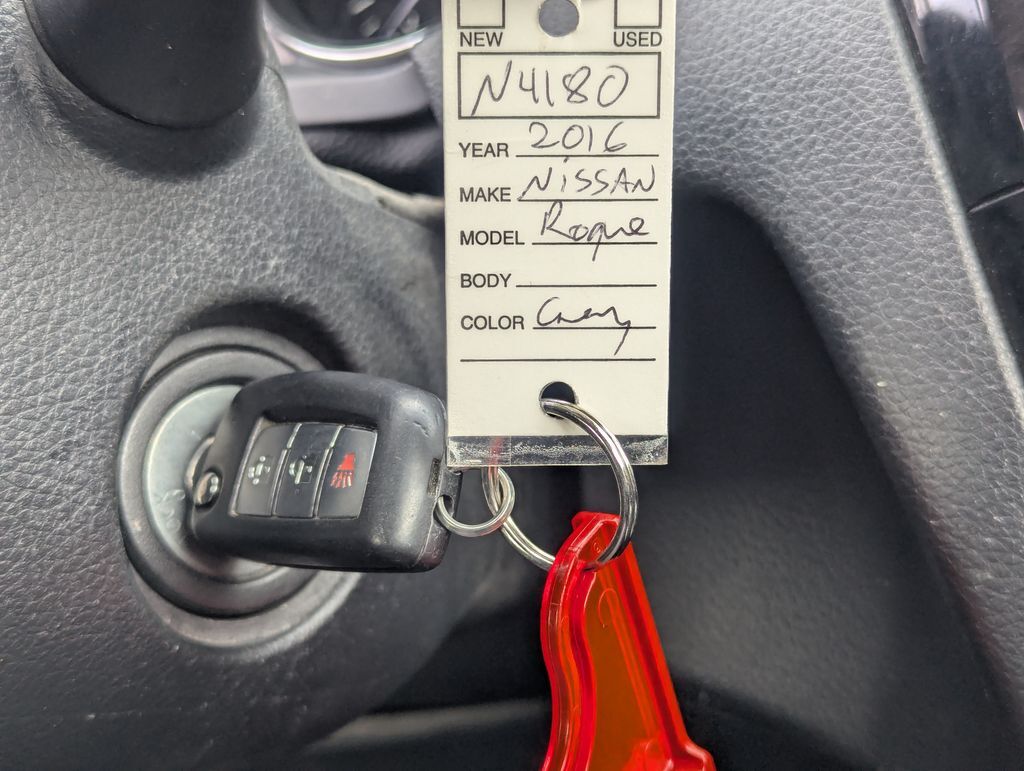 NEW USED
N4180
YEAR 2016
MAKE NISSAN
MODEL Rogue
BODY
COLOR Grey